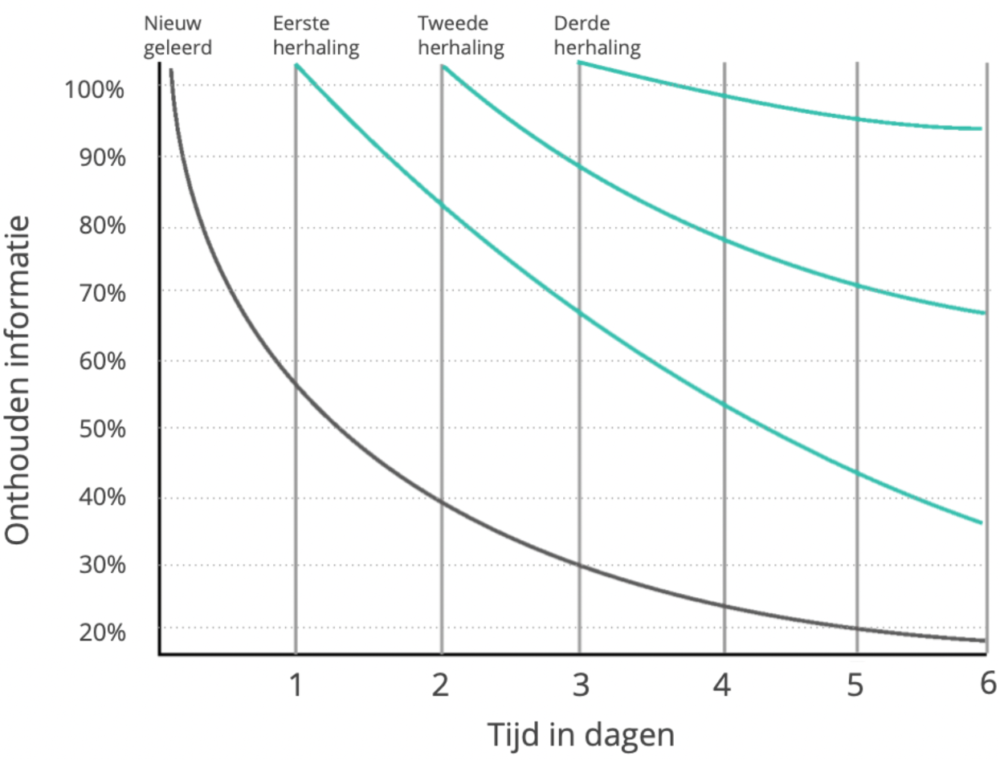 Nieuw
geleerd
Eerste
herhaling
Tweede
herhaling
Derde
herhaling
100%
90%
80%
70%
60%
50%
40%
30%
20%
Onthouden informatie
1 2 3 4 5 6
Tijd in dagen